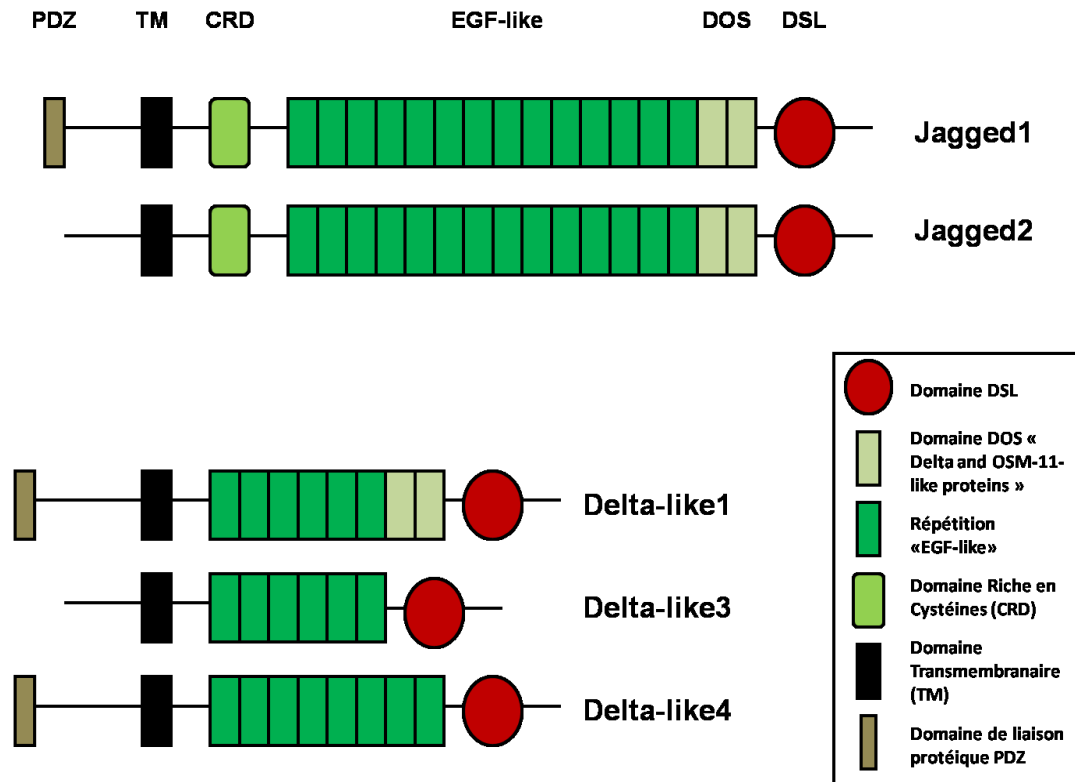 PDZ TM CRD EGF-like DOS DSL
Jagged1
Jagged2
Delta-like1
Delta-like3
Delta-like4
Domaine DSL
Domaine DOS «
Delta and OSM-11-
like proteins »
Répétition
«EGF-like»
Domaine Riche en
Cystéines (CRD)
Domaine
Transmembranaire
(TM)
Domaine de liaison
protéique PDZ